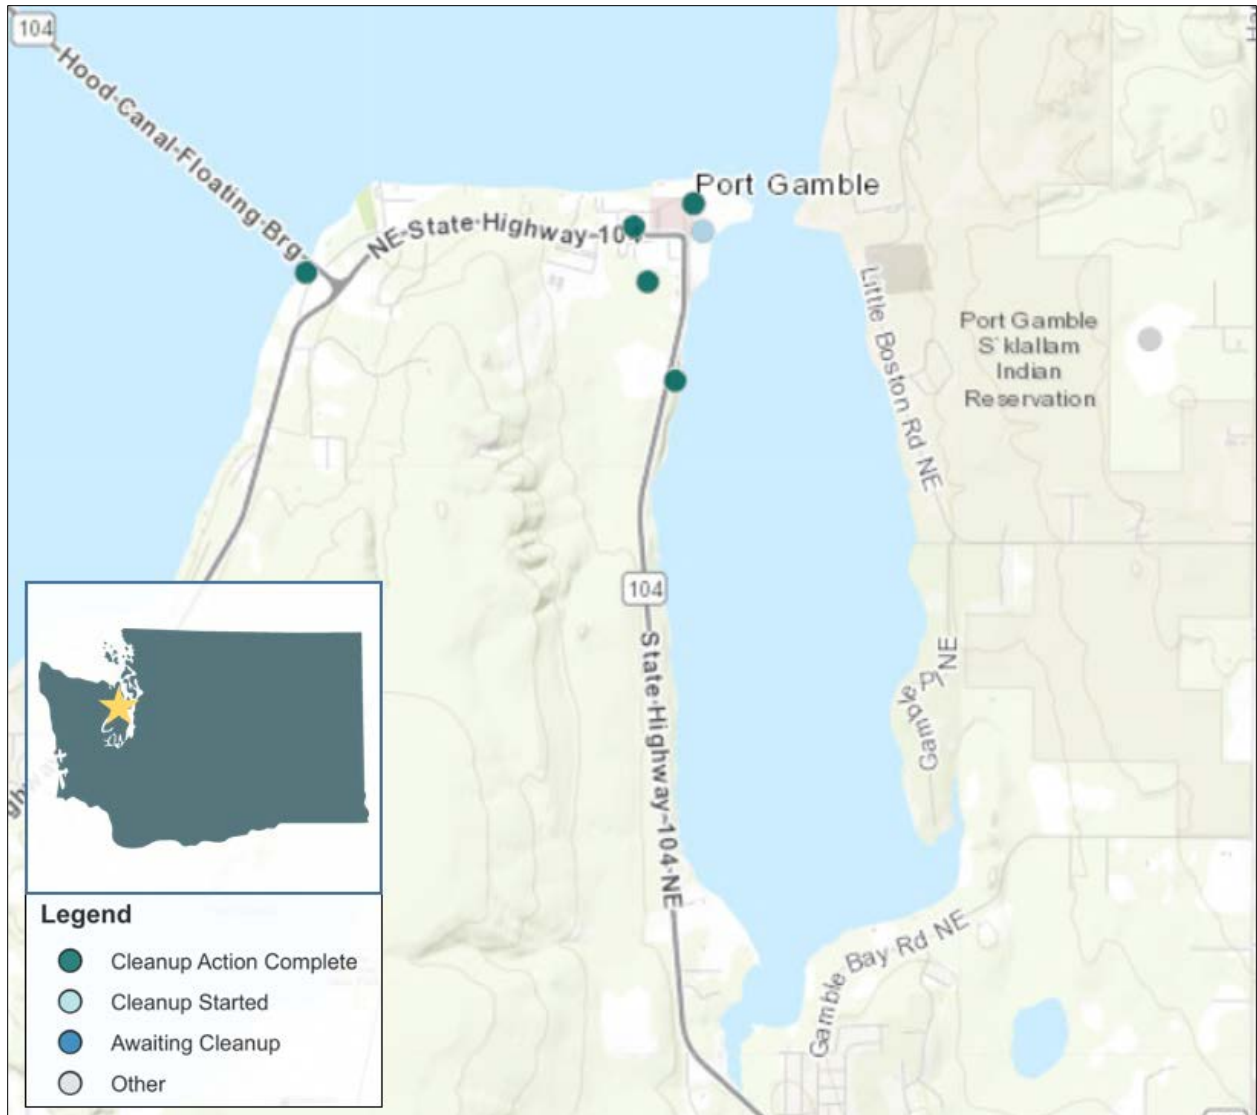 104
Hood Canal Floating Brg
NE State Highway 104
Port Gamble
Little Boston Rd NE
Port Gamble
S`klallam
Indian
Reservation
104
State Highway 104 NE
Gamble Pl NE
Gamble Bay Rd NE
Legend
Cleanup Action Complete
Cleanup Started
Awaiting Cleanup
Other